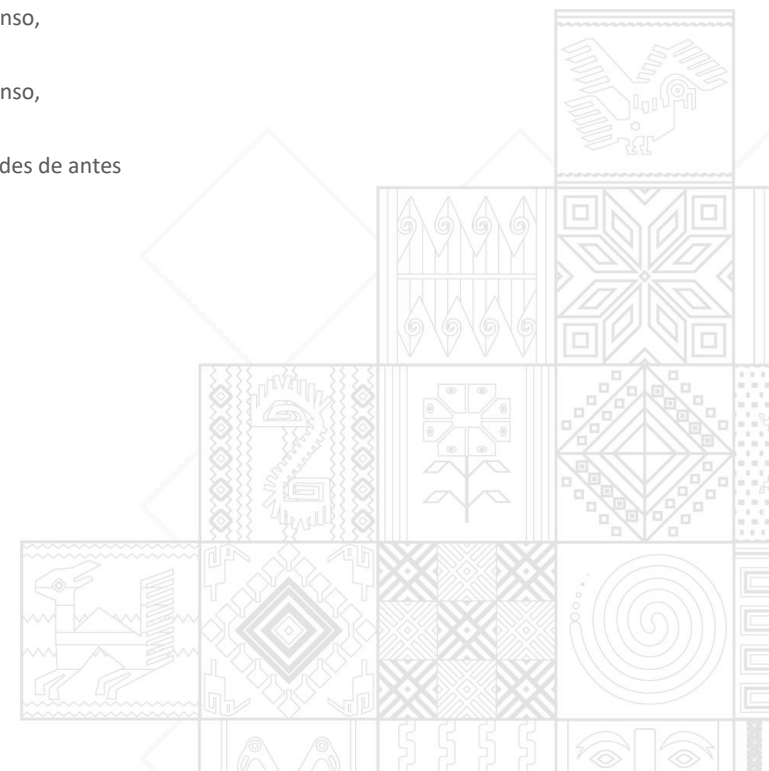 nso,
nso,
des de antes